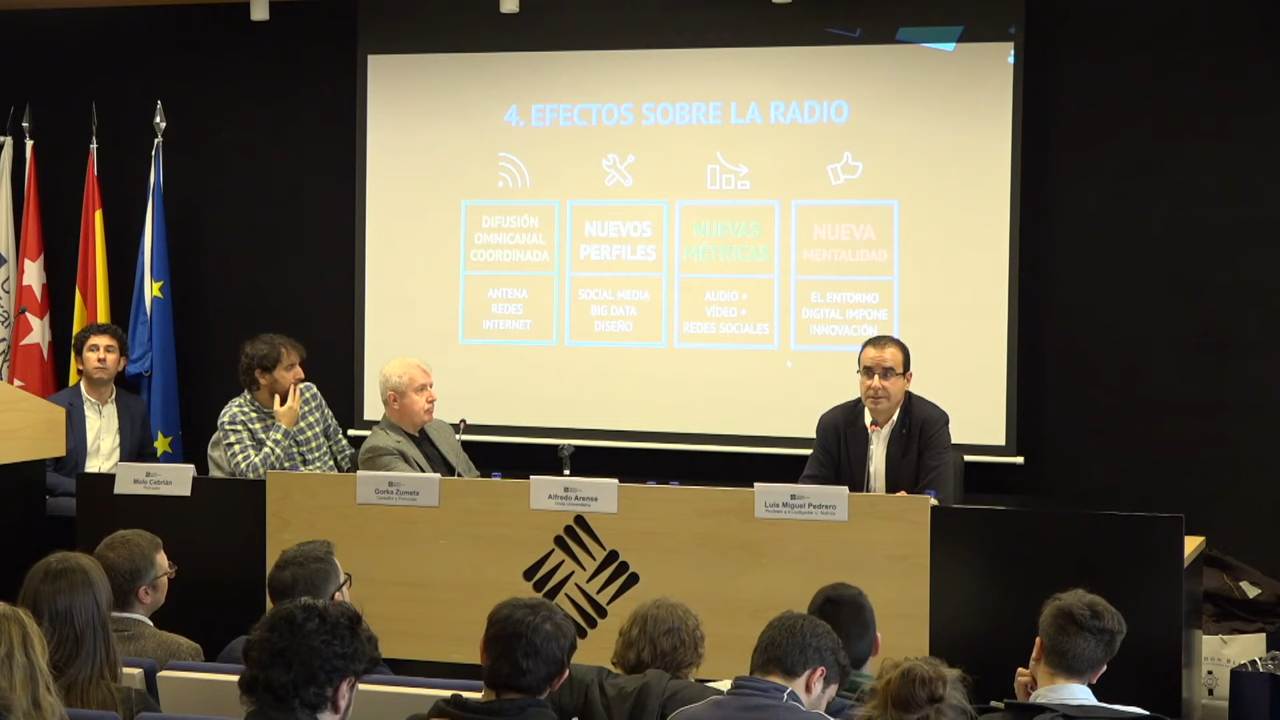 4. EFECTOS SOBRE LA RADIO
DIFUSIÓN
OMNICANAL
COORDINADA
ANTENA
REDES
INTERNET
NUEVOS
PERFILES
SOCIAL MEDIA
BIG DATA
DISEÑO
NUEVAS
MÉTRICAS
AUDIO +
VÍDEO +
REDES SOCIALES
NUEVA
MENTALIDAD
EL ENTORNO
DIGITAL IMPONE
INNOVACIÓN
Molo Cebrián
Gorka Zumeta
Alfredo Arense
Luis Miguel Pedrero